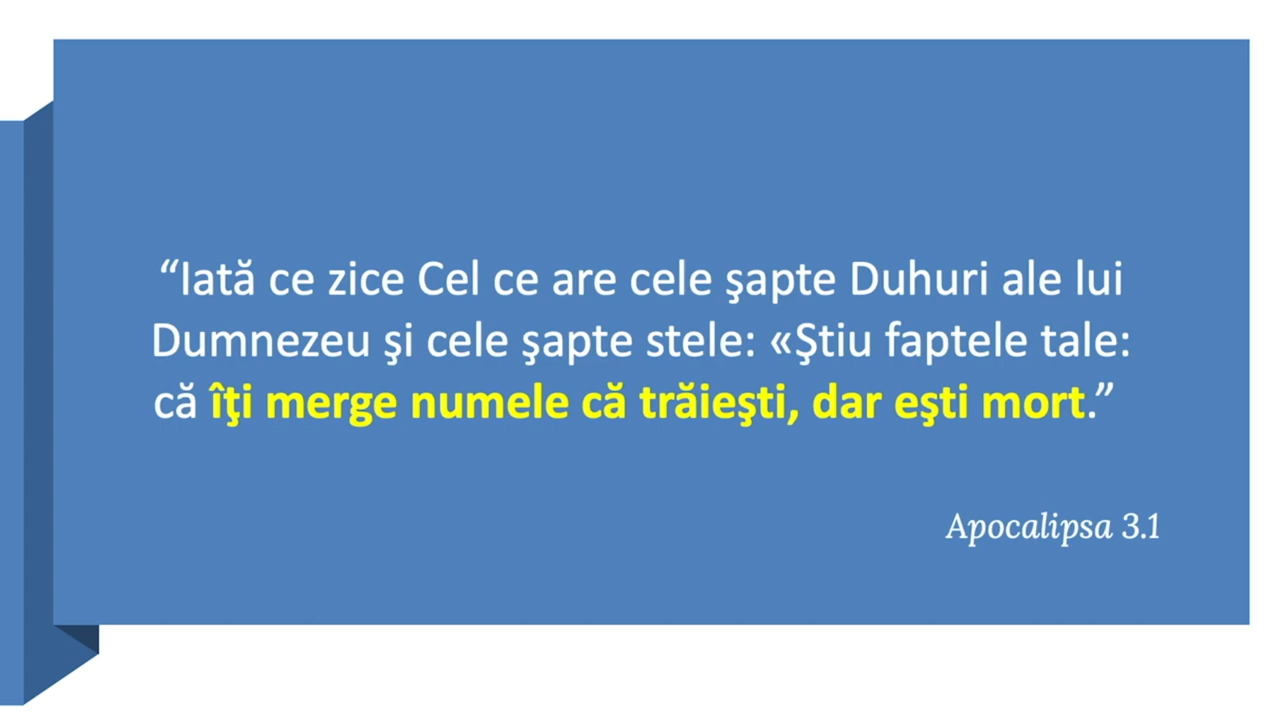 “Iată ce zice Cel ce are cele şapte Duhuri ale lui
Dumnezeu şi cele şapte stele: «Ştiu faptele tale:
că îţi merge numele că trăieşti, dar eşti mort.”
Apocalipsa 3.1